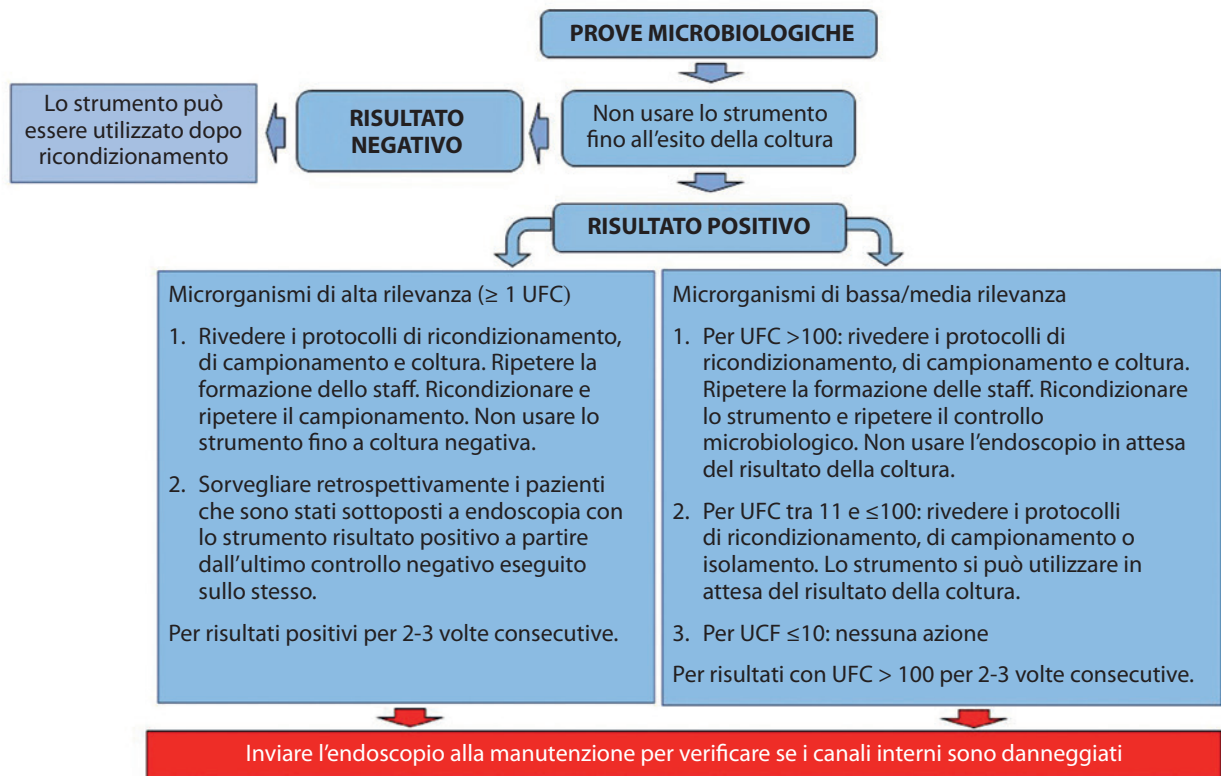 PROVE MICROBIOLOGICHE
Lo strumento può
essere utilizzato dopo
ricondizionamento
RISULTATO
NEGATIVO
Non usare lo strumento
fino all’esito della coltura
RISULTATO POSITIVO
Microrganismi di alta rilevanza (≥ 1 UFC)
1. Rivedere i protocolli di ricondizionamento,
di campionamento e coltura. Ripetere la
formazione dello staff. Ricondizionare e
ripetere il campionamento. Non usare lo
strumento fino a coltura negativa.
2. Sorvegliare retrospettivamente i pazienti
che sono stati sottoposti a endoscopia con
lo strumento risultato positivo a partire
dall’ultimo controllo negativo eseguito
sullo stesso.
Per risultati positivi per 2-3 volte consecutive.
Microrganismi di bassa/media rilevanza
1. Per UFC >100: rivedere i protocolli di
ricondizionamento, di campionamento e coltura.
Ripetere la formazione delle staff. Ricondizionare
lo strumento e ripetere il controllo
microbiologico. Non usare l’endoscopio in attesa
del risultato della coltura.
2. Per UFC tra 11 e ≤100: rivedere i protocolli
di ricondizionamento, di campionamento o
isolamento. Lo strumento si può utilizzare in
attesa del risultato della coltura.
3. Per UCF ≤10: nessuna azione
Per risultati con UFC > 100 per 2-3 volte consecutive.
Inviare l’endoscopio alla manutenzione per verificare se i canali interni sono danneggiati